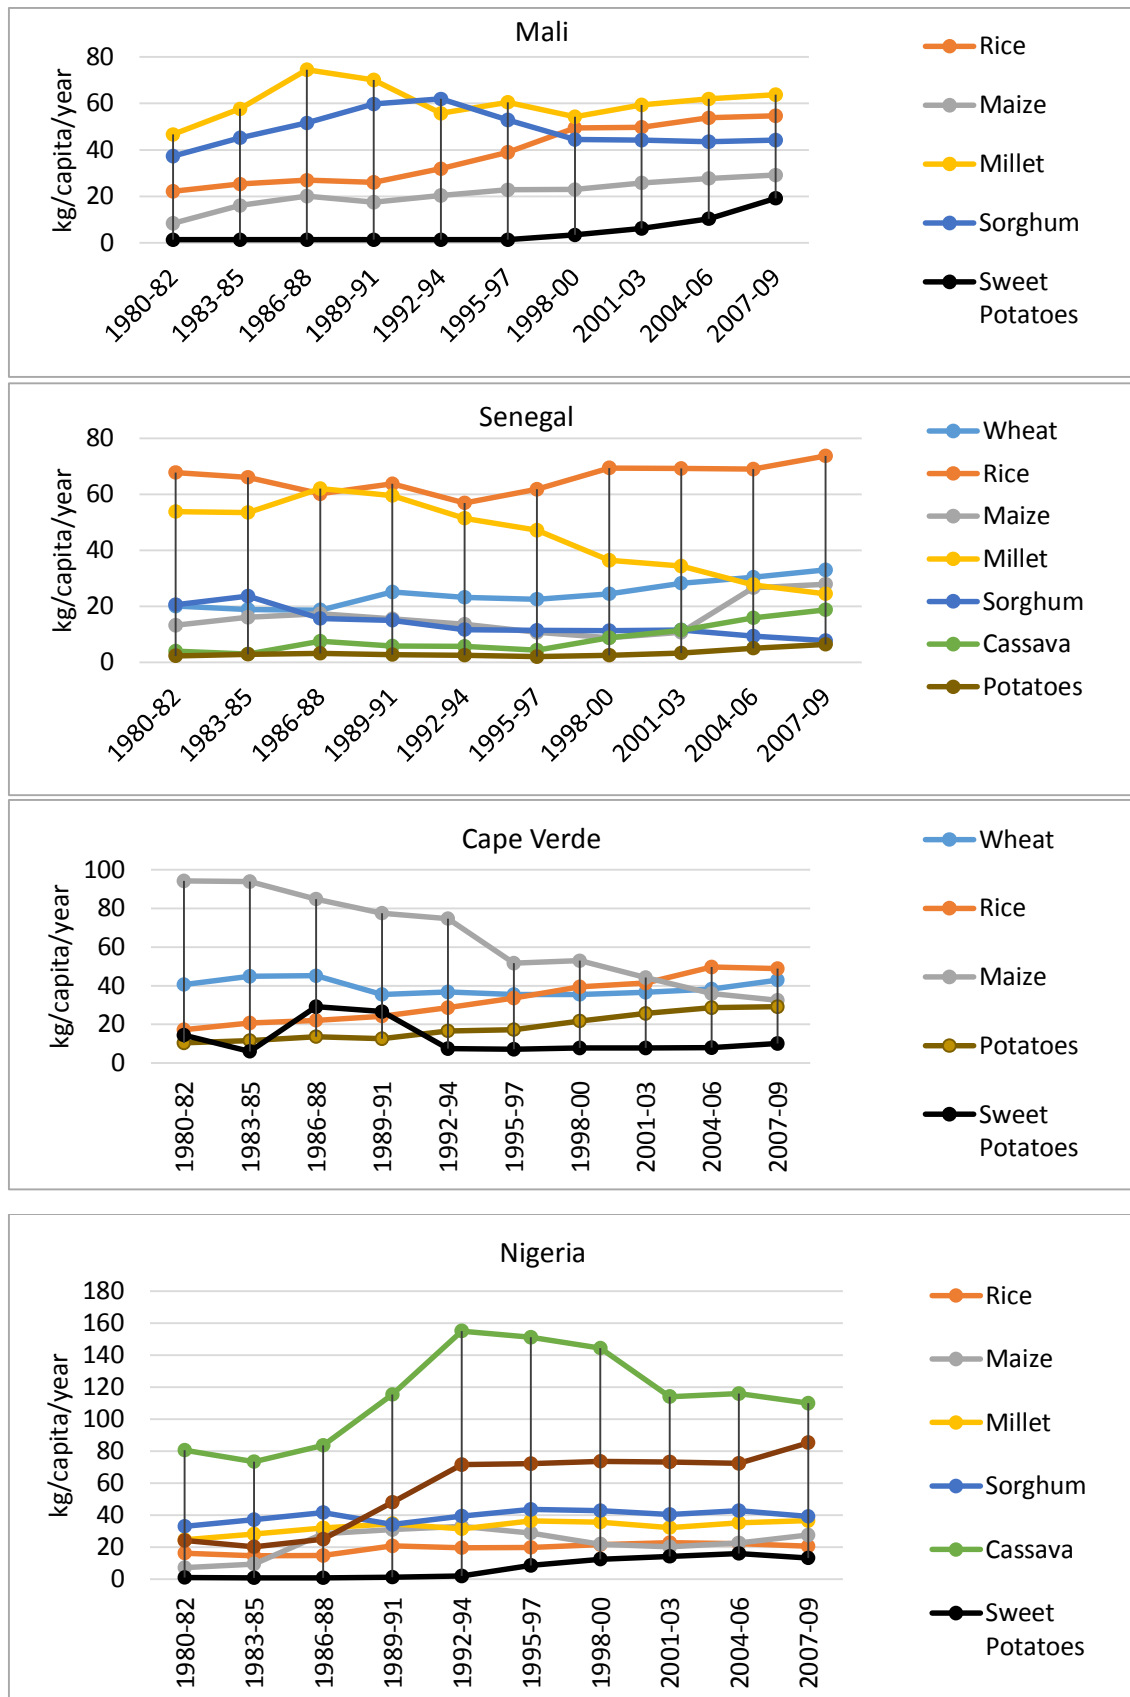 Mali
kg/capita/year
80
60
40
20
0
1980-82
1983-85
1986-88
1989-91
1992-94
1995-97
1998-00
2001-03
2004-06
2007-09
Rice
Maize
Millet
Sorghum
Sweet
Potatoes
Senegal
kg/capita/year
80
60
40
20
0
1980-82
1983-85
1986-88
1989-91
1992-94
1995-97
1998-00
2001-03
2004-06
2007-09
Wheat
Rice
Maize
Millet
Sorghum
Cassava
Potatoes
Cape Verde
kg/capita/year
100
80
60
40
20
0
1980-82
1983-85
1986-88
1989-91
1992-94
1995-97
1998-00
2001-03
2004-06
2007-09
Wheat
Rice
Maize
Potatoes
Sweet
Potatoes
Nigeria
kg/capita/year
180
160
140
120
100
80
60
40
20
0
1980-82
1983-85
1986-88
1989-91
1992-94
1995-97
1998-00
2001-03
2004-06
2007-09
Rice
Maize
Millet
Sorghum
Cassava
Sweet
Potatoes